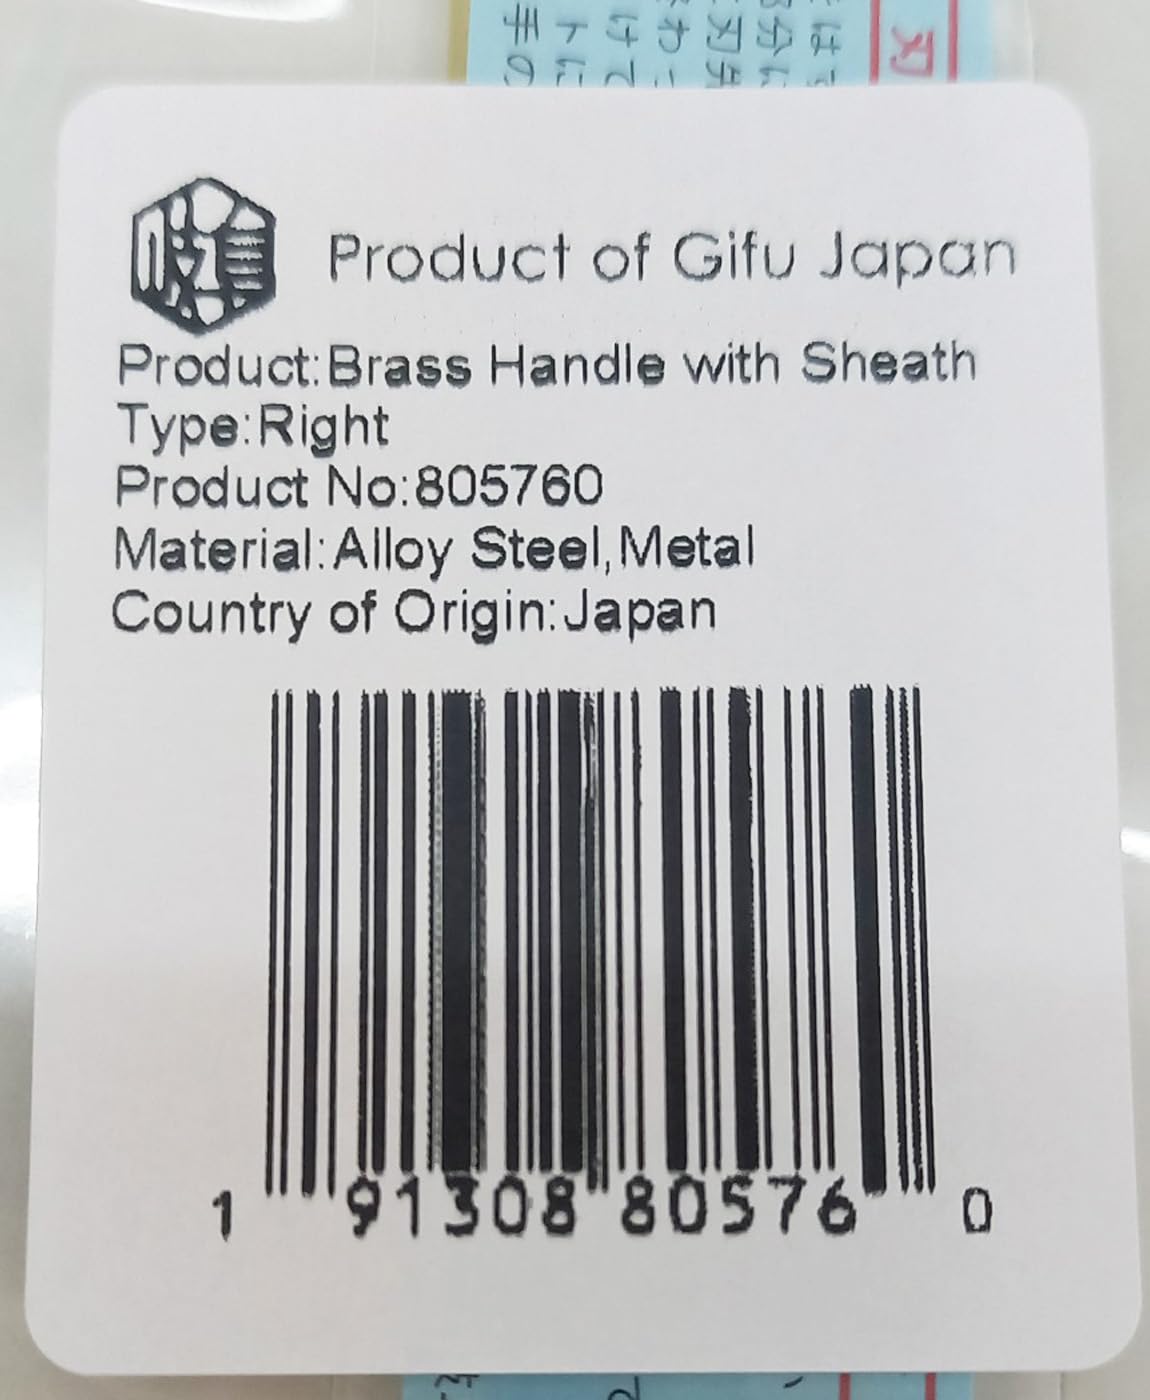 刃
Product of Gifu Japan
Product:Brass Handle with Sheath
Type:Right
Product No:805760
Material:Alloy Steel,Metal
Country of Origin:Japan
1 91308 80576 0